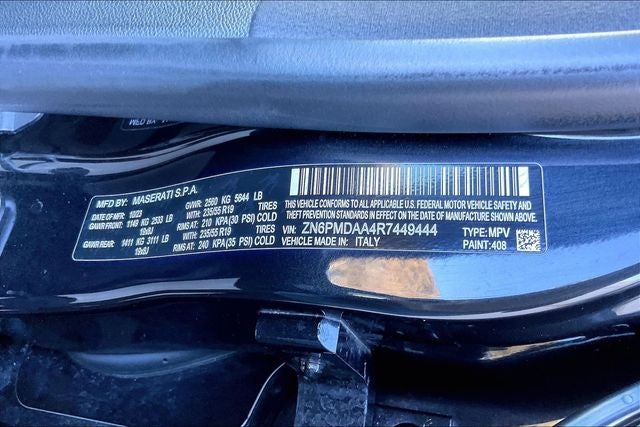 MFD BY: MASERATI S.P.A.
DATE: 10/23 GVWR: 2560 KG 5644 LB
GAWR FRONT: 1149 KG 2533 LB WITH: 235/55 R19 TIRES
19x8J RIMS AT: 210 KPA(30 PSI) COLD
GAWR REAR: 1411 KG 3111 LB WITH: 235/55 R19 TIRES
19x8J RIMS AT: 240 KPA (35 PSI) COLD
THIS VEHICLE CONFORMS TO ALL APPLICABLE U.S. FEDERAL MOTOR VEHICLE SAFETY
AND THEFT PREVENTION STANDARDS IN EFFECT ON THE DATE OF MANUFACTURE SHOWN ABOVE.
VIN: ZN6PMDAA4R7449444 TYPE: MPV
VEHICLE MADE IN: ITALY PAINT: 408